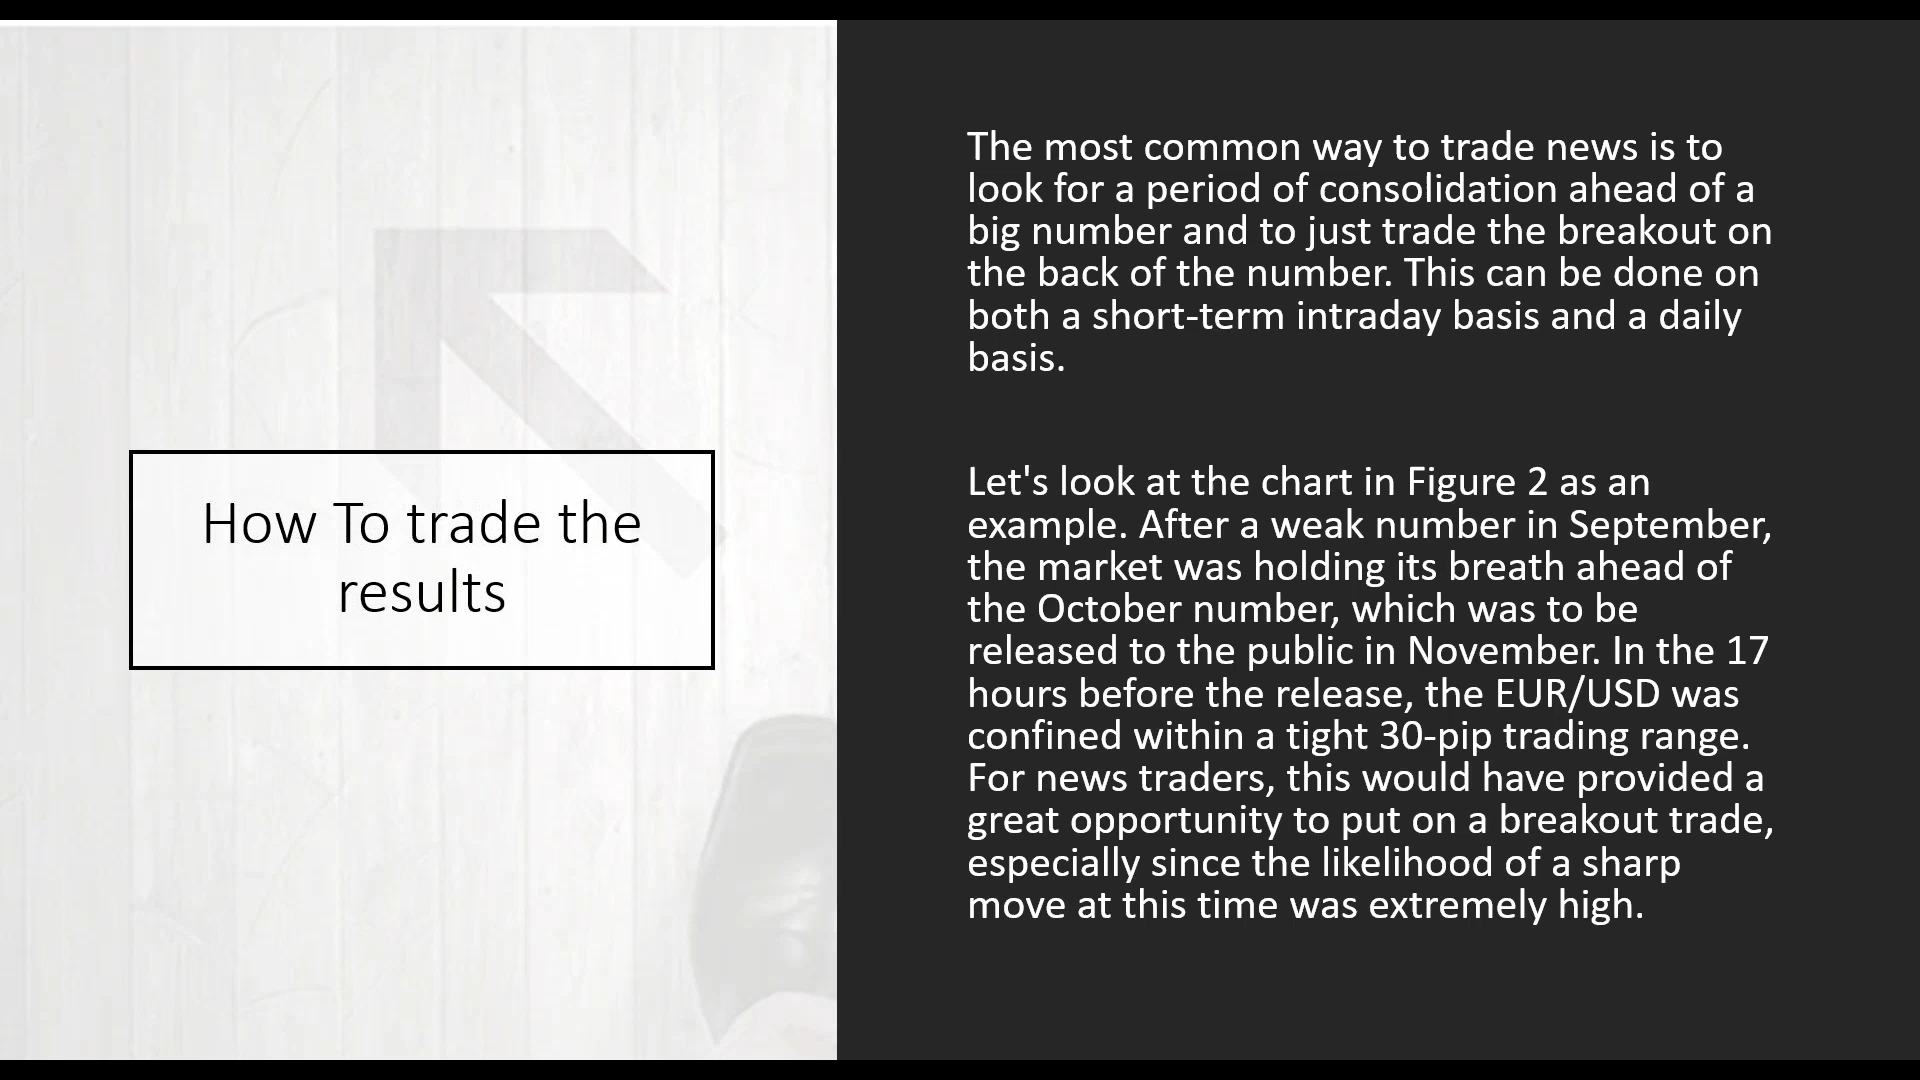 How To trade the
results
The most common way to trade news is to
look for a period of consolidation ahead of a
big number and to just trade the breakout on
the back of the number. This can be done on
both a short-term intraday basis and a daily
basis.
Let's look at the chart in Figure 2 as an
example. After a weak number in September,
the market was holding its breath ahead of
the October number, which was to be
released to the public in November. In the 17
hours before the release, the EUR/USD was
confined within a tight 30-pip trading range.
For news traders, this would have provided a
great opportunity to put on a breakout trade,
especially since the likelihood of a sharp
move at this time was extremely high.